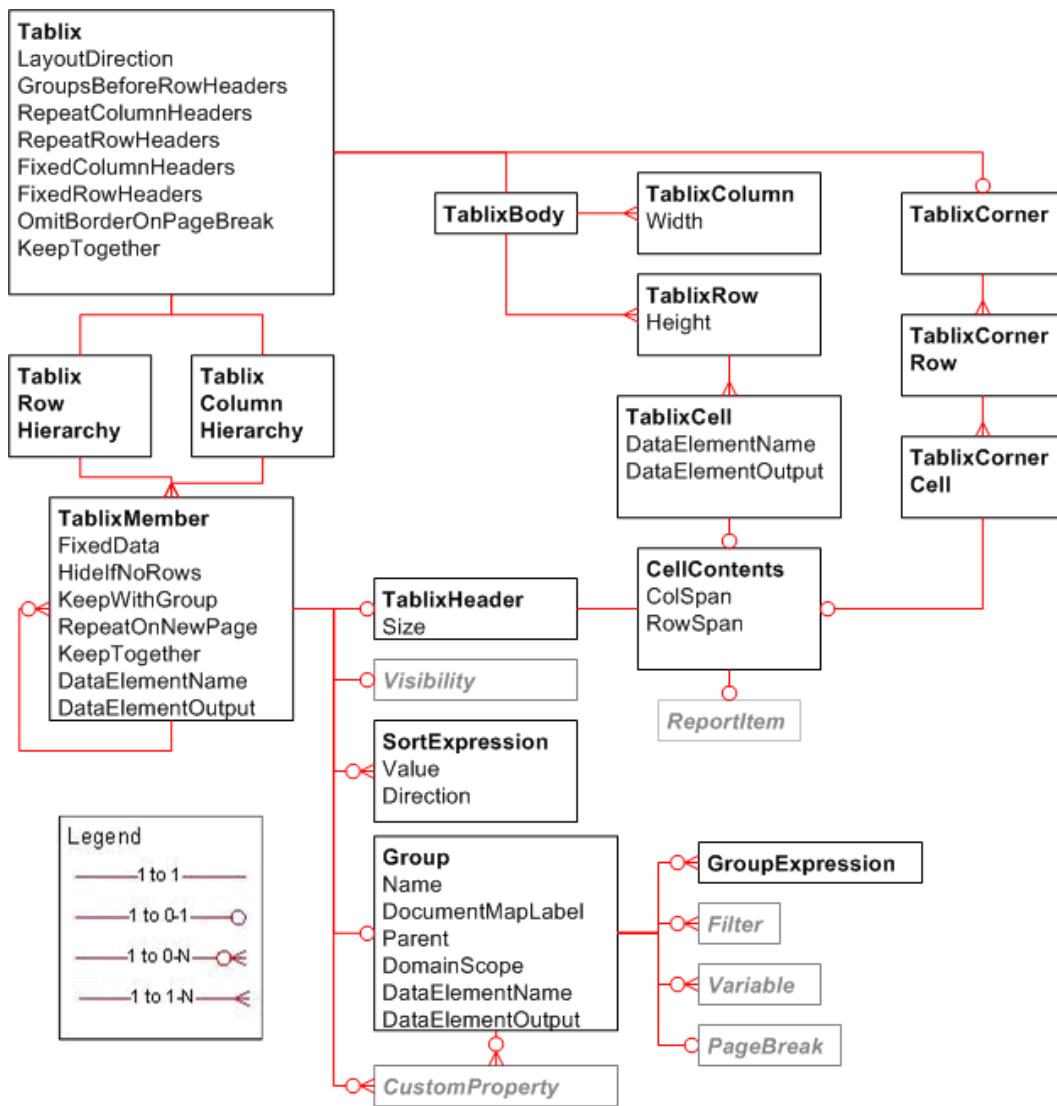 Tablix
LayoutDirection
GroupsBeforeRowHeaders
RepeatColumnHeaders
RepeatRowHeaders
FixedColumnHeaders
FixedRowHeaders
OmitBorderOnPageBreak
KeepTogether
TablixBody
TablixColumn
Width
TablixCorner
TablixRow
Height
TablixCorner
Row
Tablix
Row
Hierarchy
Tablix
Column
Hierarchy
TablixCell
DataElementName
DataElementOutput
TablixCorner
Cell
TablixMember
FixedData
HideIfNoRows
KeepWithGroup
RepeatOnNewPage
KeepTogether
DataElementName
DataElementOutput
TablixHeader
Size
CellContents
ColSpan
RowSpan
Visibility
ReportItem
SortExpression
Value
Direction
Legend
1 to 1
1 to 0-1
1 to 0-N
1 to 1-N
Group
Name
DocumentMapLabel
Parent
DomainScope
DataElementName
DataElementOutput
GroupExpression
Filter
Variable
PageBreak
CustomProperty